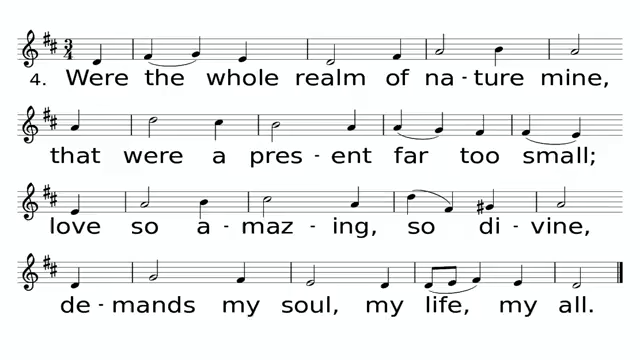 4. Were the whole realm of na - ture mine,
that were a pres - ent far too small;
love so a - maz - ing, so di - vine,
de - mands my soul, my life, my all.